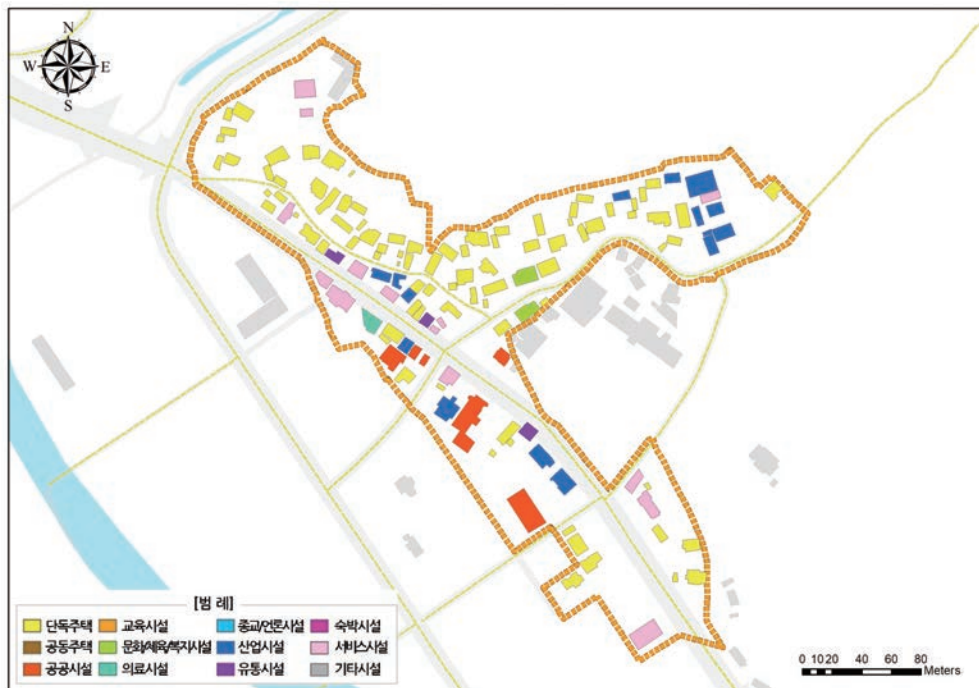 N
W E
S
[범 례]
단독주택 교육시설 종교/언론시설 숙박시설
공동주택 문화/체육/복지시설 산업시설 서비스시설
공공시설 의료시설 유통시설 기타시설
0 10 20 40 60 80
Meters